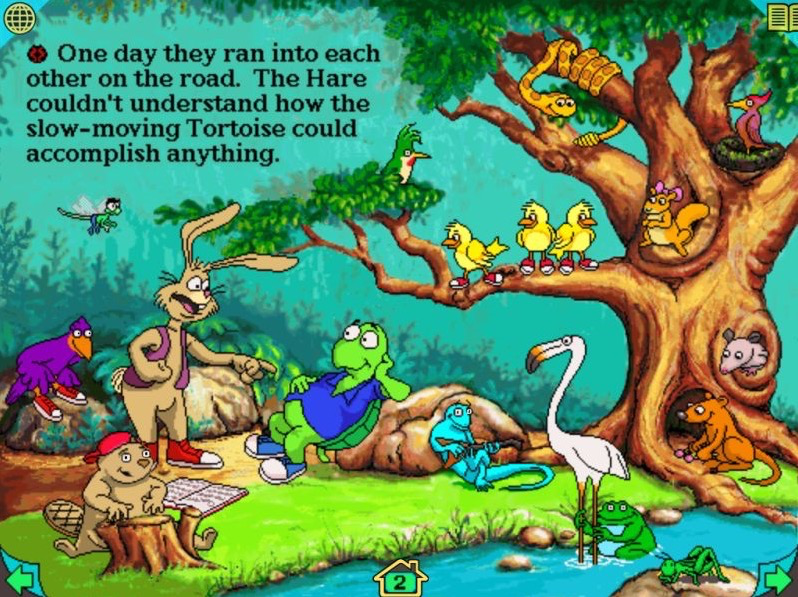 One day they ran into each
other on the road. The Hare
couldn't understand how the
slow-moving Tortoise could
accomplish anything.
2